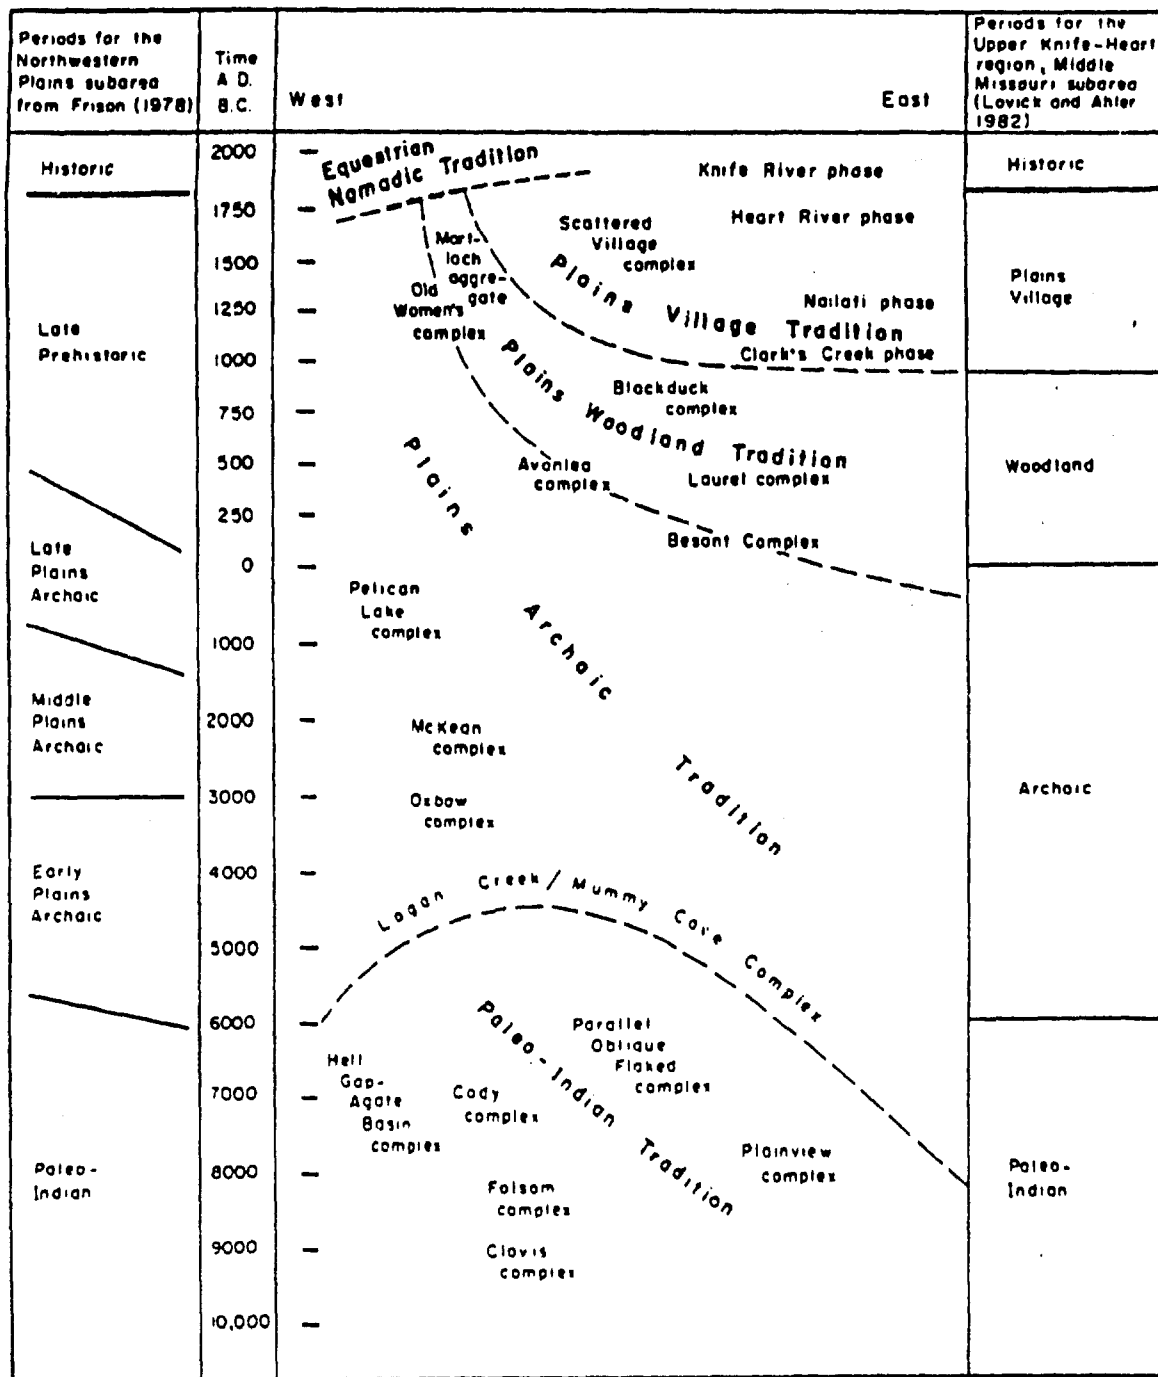 Periods for the
Northwestern
Plains subarea
from Frison (1978)
Time
A.D.
B.C.
West
East
Periods for the
Upper Knife-Heart
region, Middle
Missouri subarea
(Lovick and Ahler
1982)
Historic
Late
Prehistoric
Late
Plains
Archaic
Middle
Plains
Archaic
Early
Plains
Archaic
Paleo-
Indian
2000
1750
1500
1250
1000
750
500
250
0
1000
2000
3000
4000
5000
6000
7000
8000
9000
10,000
Equestrian
Nomadic Tradition
Knife River phase
Heart River phase
Scattered
Village
complex
Mort-
lach
aggre-
gate
Old
Women's
complex
Plains Village Tradition
Nailati phase
Clark's Creek phase
Blackduck
complex
Plains Woodland Tradition
Avonlea
complex
Laurel complex
Besant Complex
Plains Archaic Tradition
Pelican
Lake
complex
McKean
complex
Oxbow
complex
Logan Creek / Mummy Cave Complex
Paleo-Indian Tradition
Parallel
Oblique
Flaked
complex
Hell
Gap-
Agate
Basin
complex
Cody
complex
Plainview
complex
Folsom
complex
Clovis
complex
Historic
Plains
Village
Woodland
Archaic
Paleo-
Indian